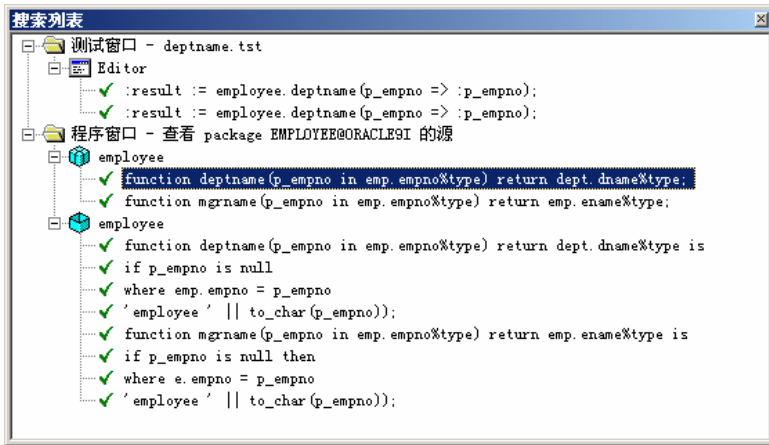 搜索列表
测试窗口 - deptname.tst
Editor
:result := employee.deptname(p_empno => :p_empno);
:result := employee.deptname(p_empno => :p_empno);
程序窗口 - 查看 package EMPLOYEE@ORACLE9I 的源
employee
function deptname(p_empno in emp.empno%type) return dept.dname%type;
function mgrname(p_empno in emp.empno%type) return emp.ename%type;
employee
function deptname(p_empno in emp.empno%type) return dept.dname%type is
if p_empno is null
where emp.empno = p_empno
'employee ' || to_char(p_empno));
function mgrname(p_empno in emp.empno%type) return emp.ename%type is
if p_empno is null then
where e.empno = p_empno
'employee ' || to_char(p_empno));